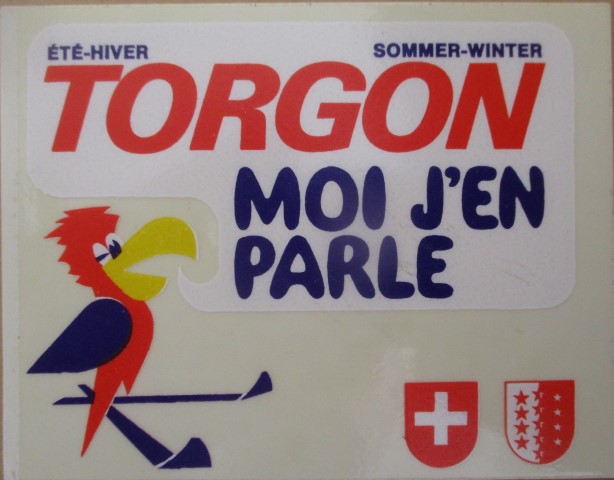 ÉTÉ-HIVER SOMMER-WINTER
TORGON
MOI J'EN
PARLE